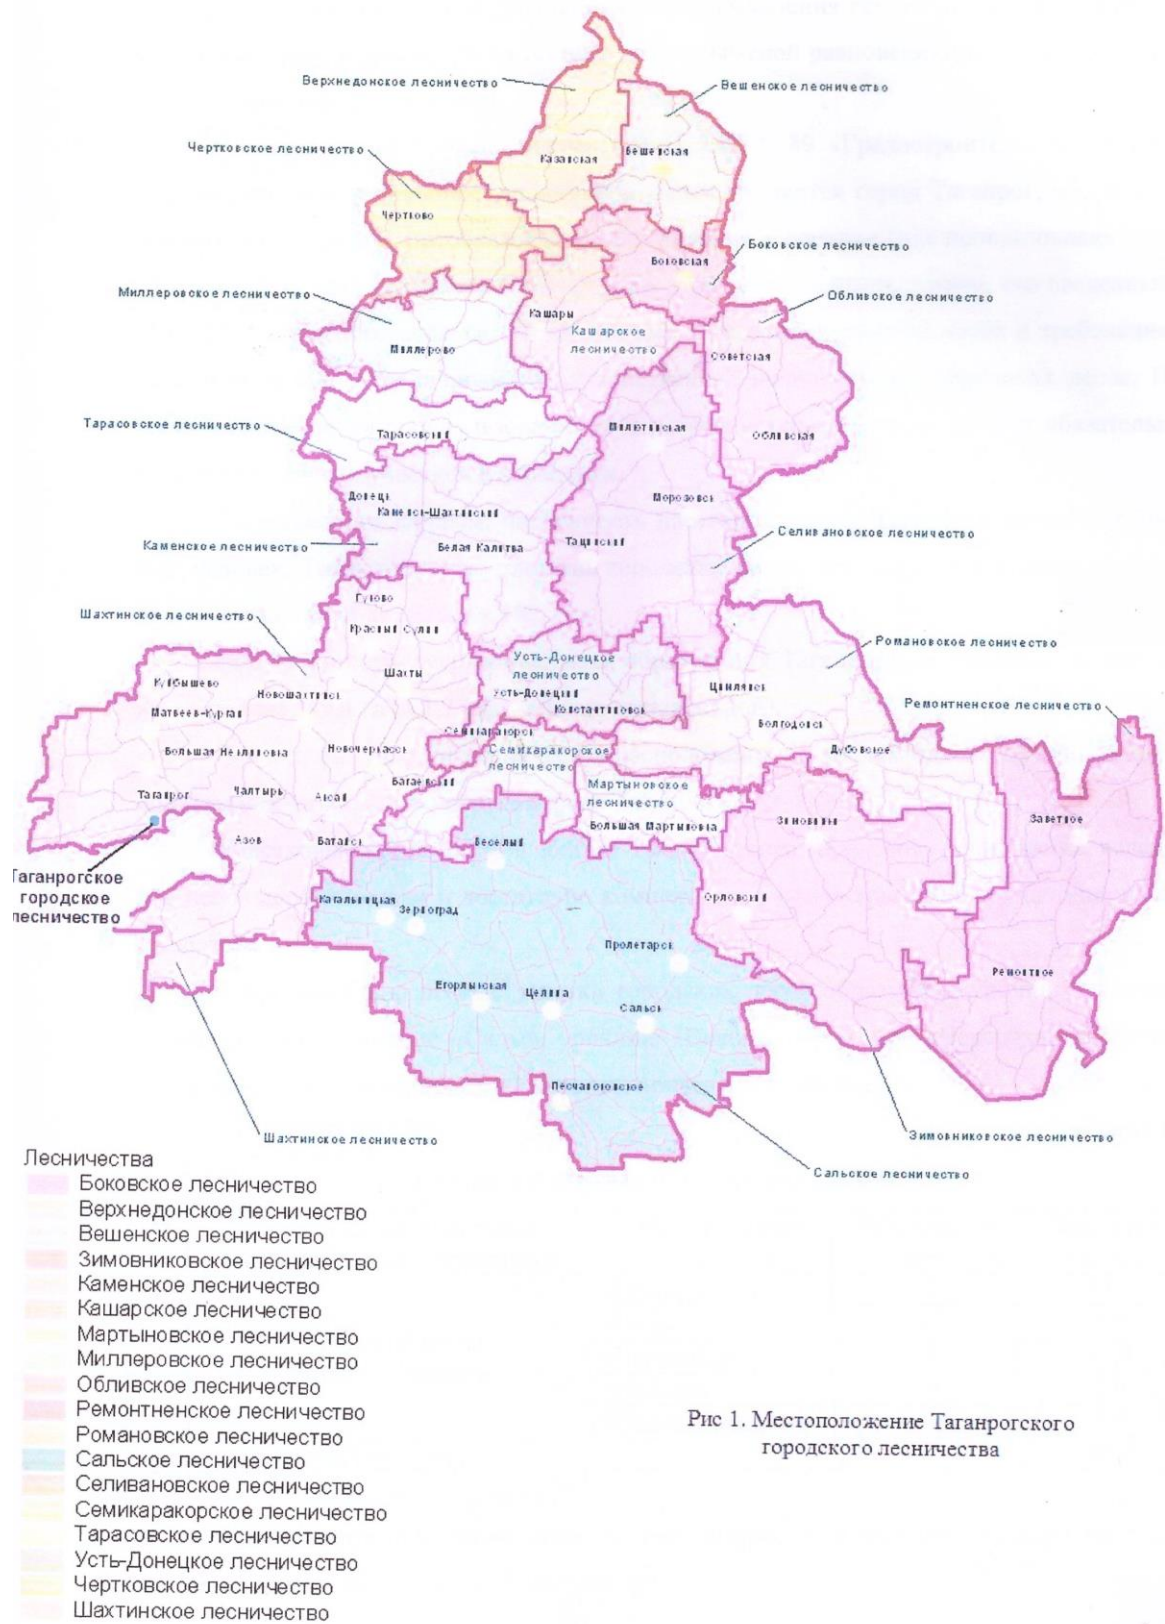 Верхнедонское лесничество
Вешенское лесничество
Чертковское лесничество
Казанская
Вешенская
Чертково
Боковское лесничество
Боковская
Миллеровское лесничество
Обливское лесничество
Кашары
Кашарское
лесничество
Миллерово
Советская
Тарасовское лесничество
Тарасовский
Милютинская
Обливская
Донецк
Каменск-Шахтинский
Морозовск
Каменское лесничество
Белая Калитва
Тацинский
Селивановское лесничество
Гуково
Шахтинское лесничество
Красный Сулин
Романовское лесничество
Усть-Донецкое
лесничество
Шахты
Куйбышево
Новошахтинск
Усть-Донецкий
Цимлянск
Ремонтненское лесничество
Матвеев-Курган
Константиновск
Волгодонск
Семикаракорск
Большая Неклиновка
Новочеркасск
Семикаракорское
лесничество
Дубовское
Багаевский
Мартыновское
лесничество
Таганрог
Чалтырь
Аксай
Большая Мартыновка
Зимовники
Заветное
Азов
Батайск
Веселый
Таганрогское
городское
лесничество
Кагальницкая
Зерноград
Орловский
Пролетарск
Егорлыкская
Целина
Сальск
Ремонтное
Песчанокопское
Шахтинское лесничество
Зимовниковское лесничество
Сальское лесничество
Лесничества
Боковское лесничество
Верхнедонское лесничество
Вешенское лесничество
Зимовниковское лесничество
Каменское лесничество
Кашарское лесничество
Мартыновское лесничество
Миллеровское лесничество
Обливское лесничество
Ремонтненское лесничество
Романовское лесничество
Сальское лесничество
Селивановское лесничество
Семикаракорское лесничество
Тарасовское лесничество
Усть-Донецкое лесничество
Чертковское лесничество
Шахтинское лесничество
Рис 1. Местоположение Таганрогского
городского лесничества